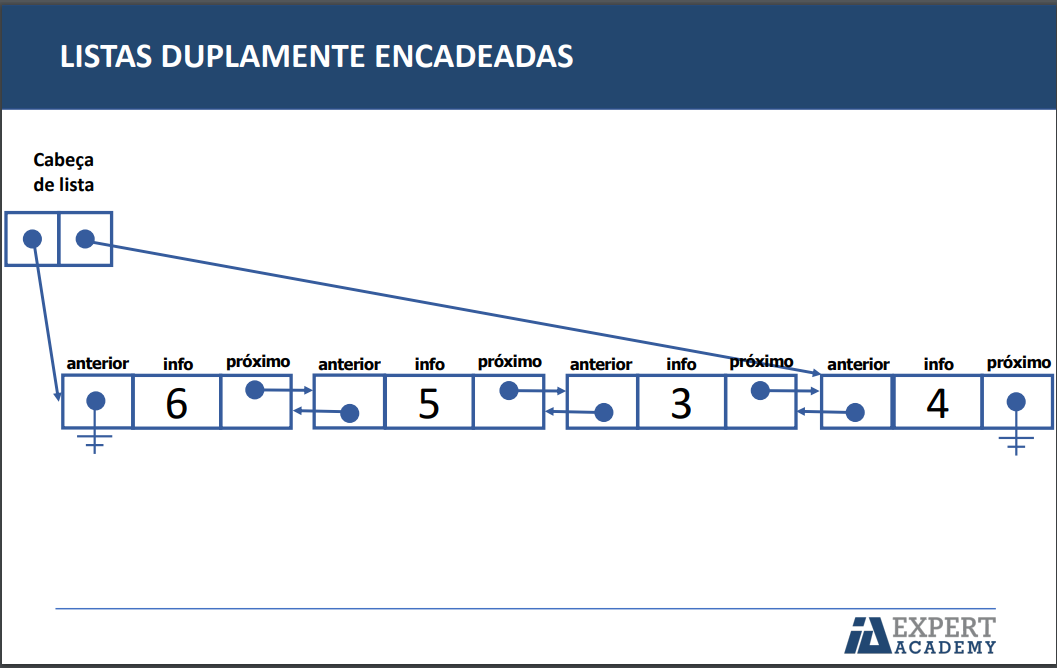 LISTAS DUPLAMENTE ENCADEADAS
Cabeça
de lista
anterior info próximo anterior info próximo anterior info próximo anterior info próximo
6 5 3 4
EXPERT
ACADEMY